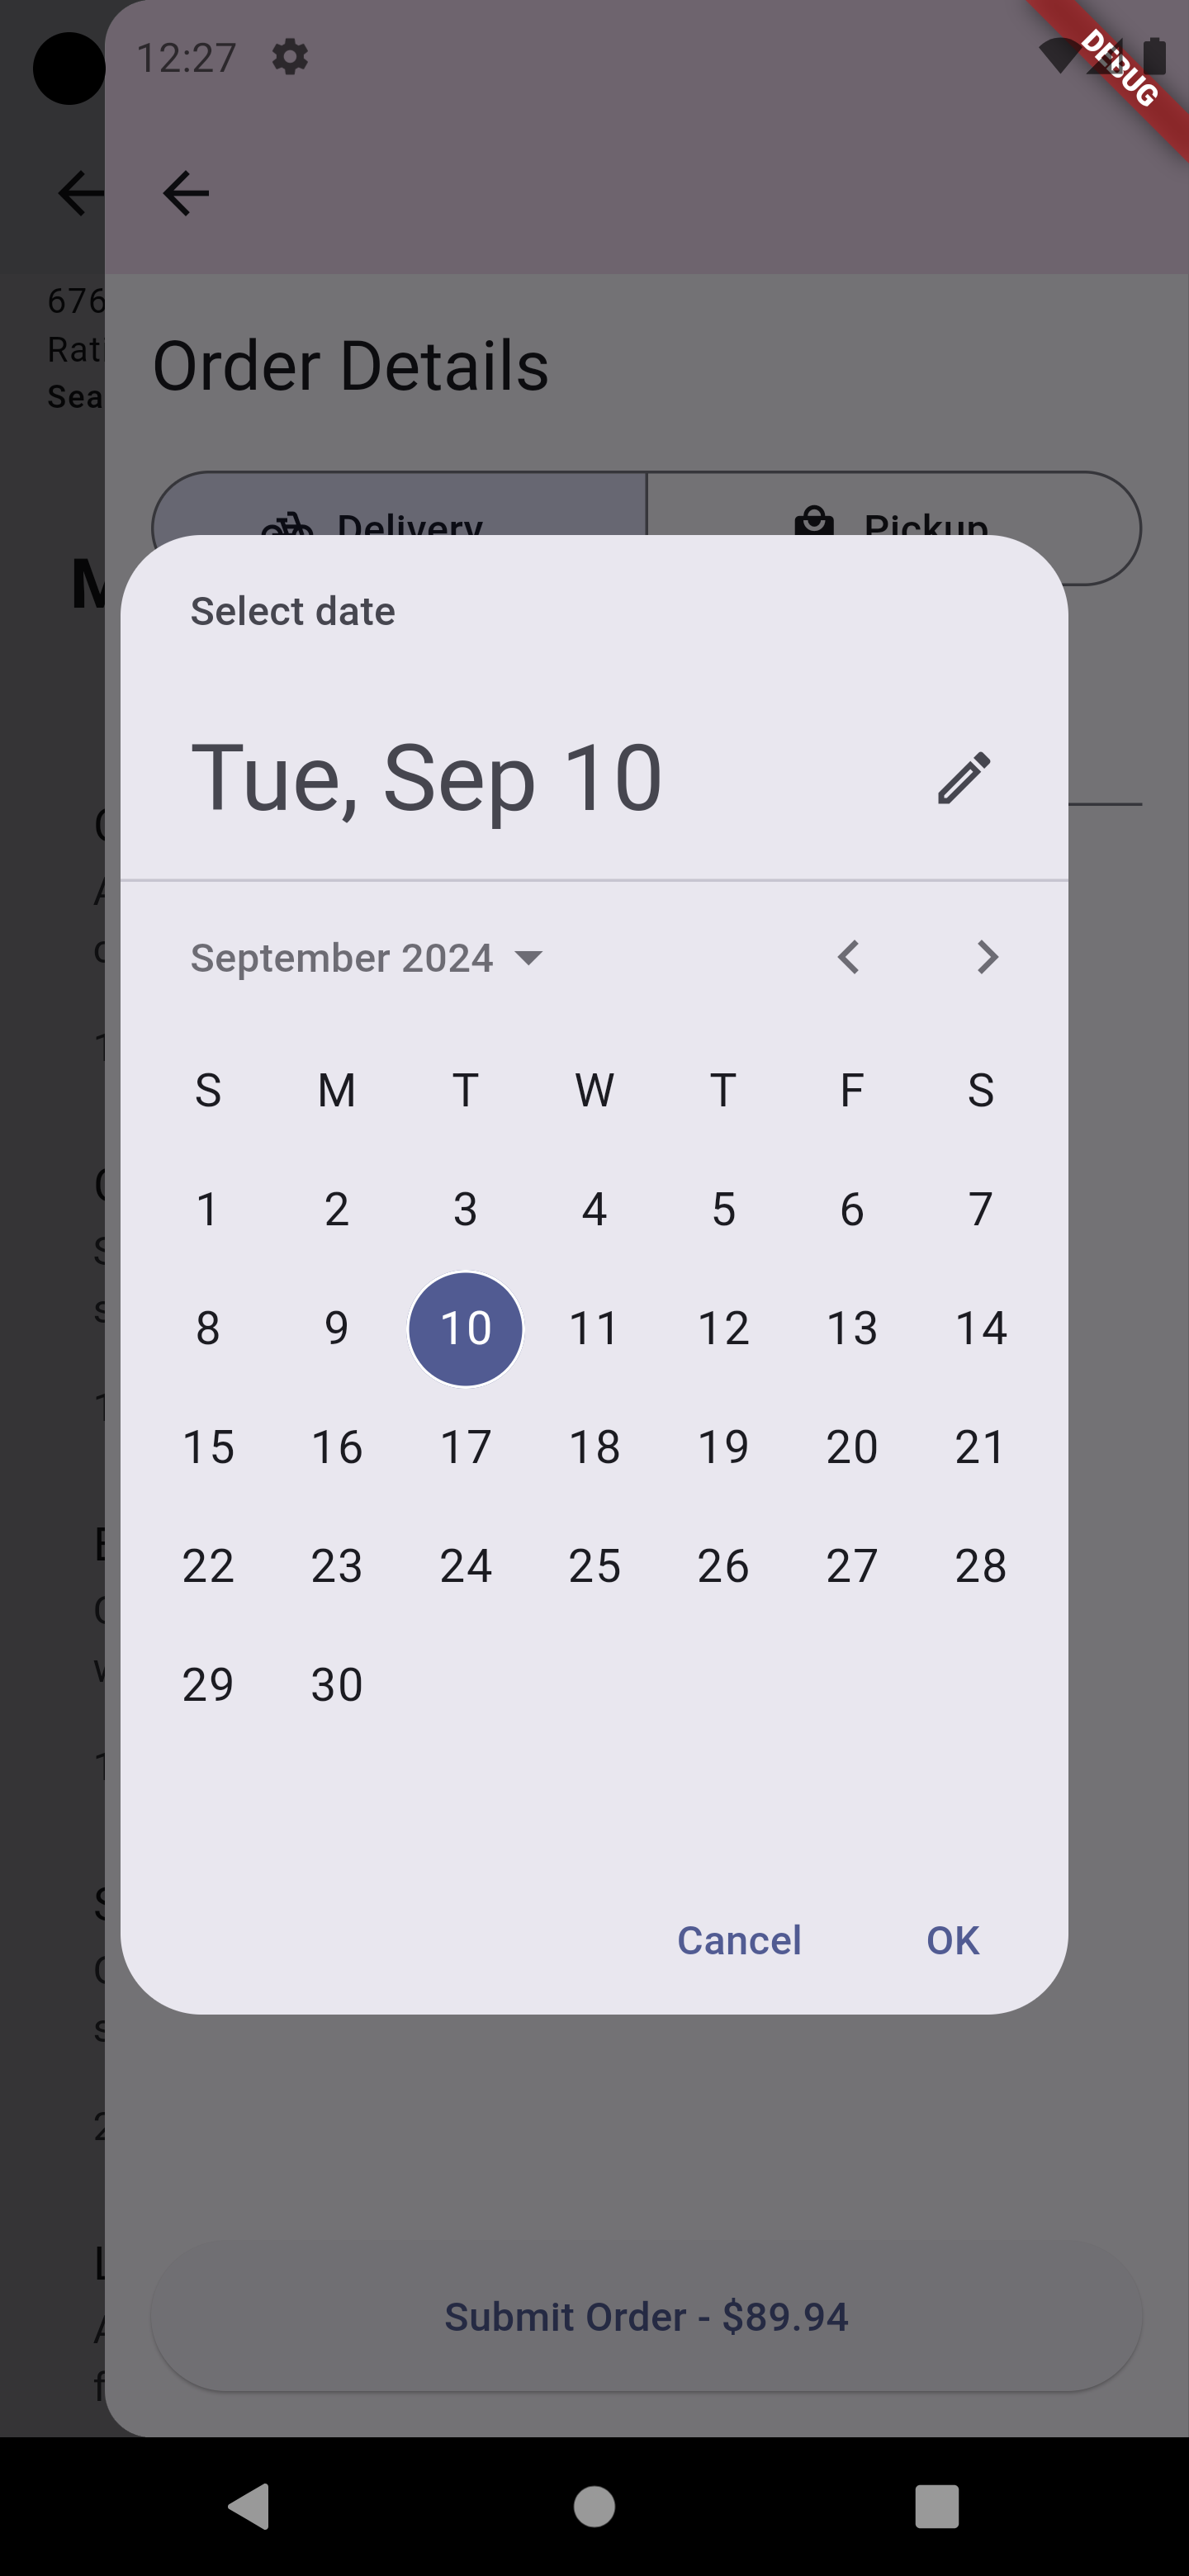 12:27
DEBUG
676
Order Details
Delivery Pickup
Select date
Tue, Sep 10
September 2024
S M T W T F S
1 2 3 4 5 6 7
8 9 10 11 12 13 14
15 16 17 18 19 20 21
22 23 24 25 26 27 28
29 30
Cancel OK
Submit Order - $89.94